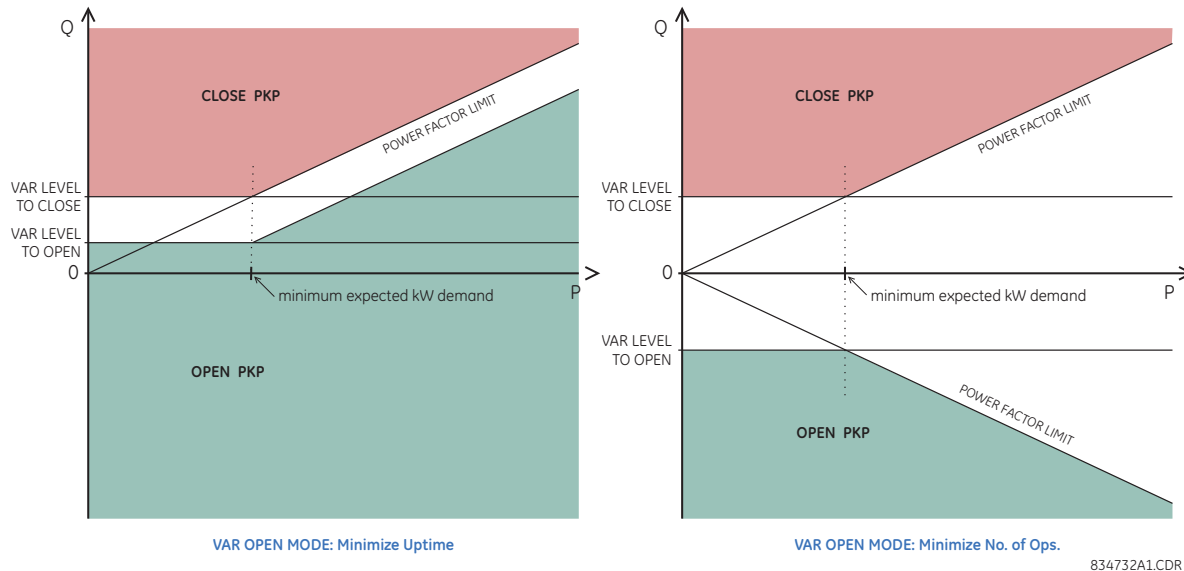 Q
CLOSE PKP
POWER FACTOR LIMIT
VAR LEVEL
TO CLOSE
VAR LEVEL
TO OPEN
0
minimum expected kW demand
P
OPEN PKP
VAR OPEN MODE: Minimize Uptime
Q
CLOSE PKP
POWER FACTOR LIMIT
VAR LEVEL
TO CLOSE
0
minimum expected kW demand
P
VAR LEVEL
TO OPEN
POWER FACTOR LIMIT
OPEN PKP
VAR OPEN MODE: Minimize No. of Ops.
834732A1.CDR